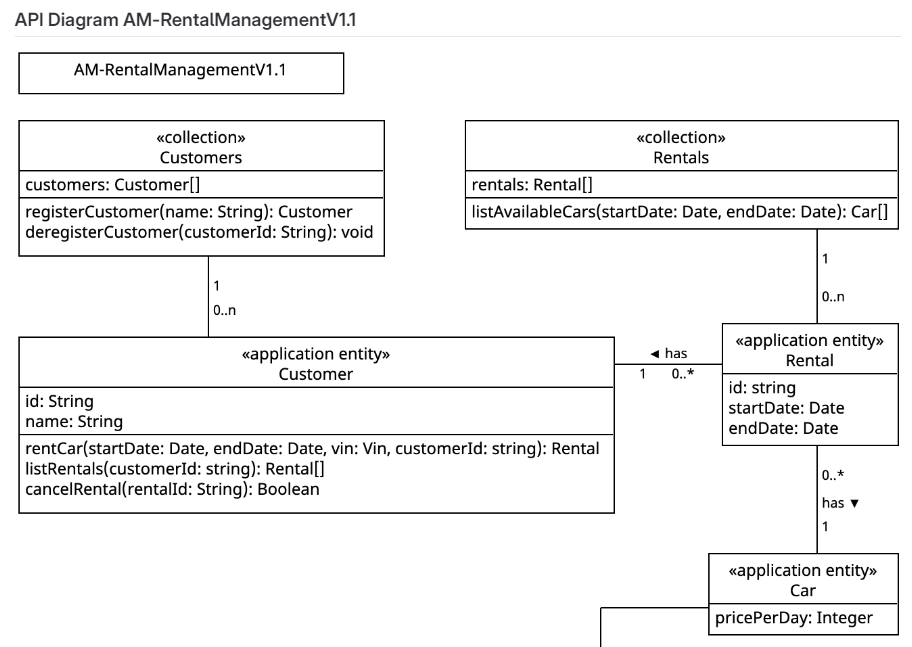 API Diagram AM-RentalManagementV1.1
AM-RentalManagementV1.1
«collection»
Customers
customers: Customer[]
registerCustomer(name: String): Customer
deregisterCustomer(customerId: String): void
«collection»
Rentals
rentals: Rental[]
listAvailableCars(startDate: Date, endDate: Date): Car[]
1
0..n
1
0..n
«application entity»
Customer
id: String
name: String
rentCar(startDate: Date, endDate: Date, vin: Vin, customerId: string): Rental
listRentals(customerId: string): Rental[]
cancelRental(rentalId: String): Boolean
◄ has
1 0..*
«application entity»
Rental
id: string
startDate: Date
endDate: Date
0..*
has ▼
1
«application entity»
Car
pricePerDay: Integer